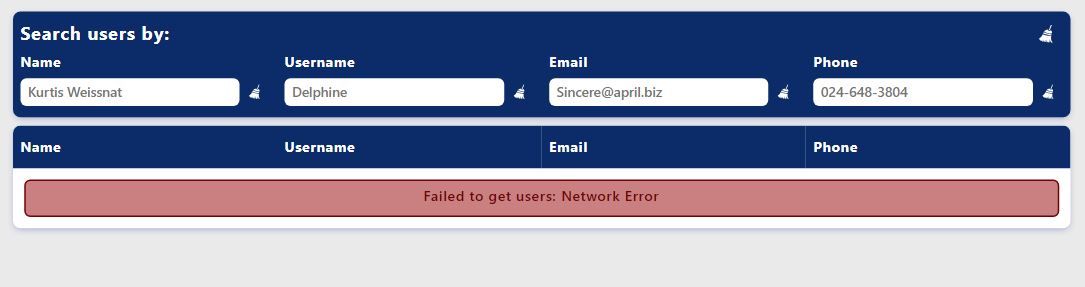 Search users by:
Name Username Email Phone
Kurtis Weissnat Delphine Sincere@april.biz 024-648-3804
Name Username Email Phone
Failed to get users: Network Error